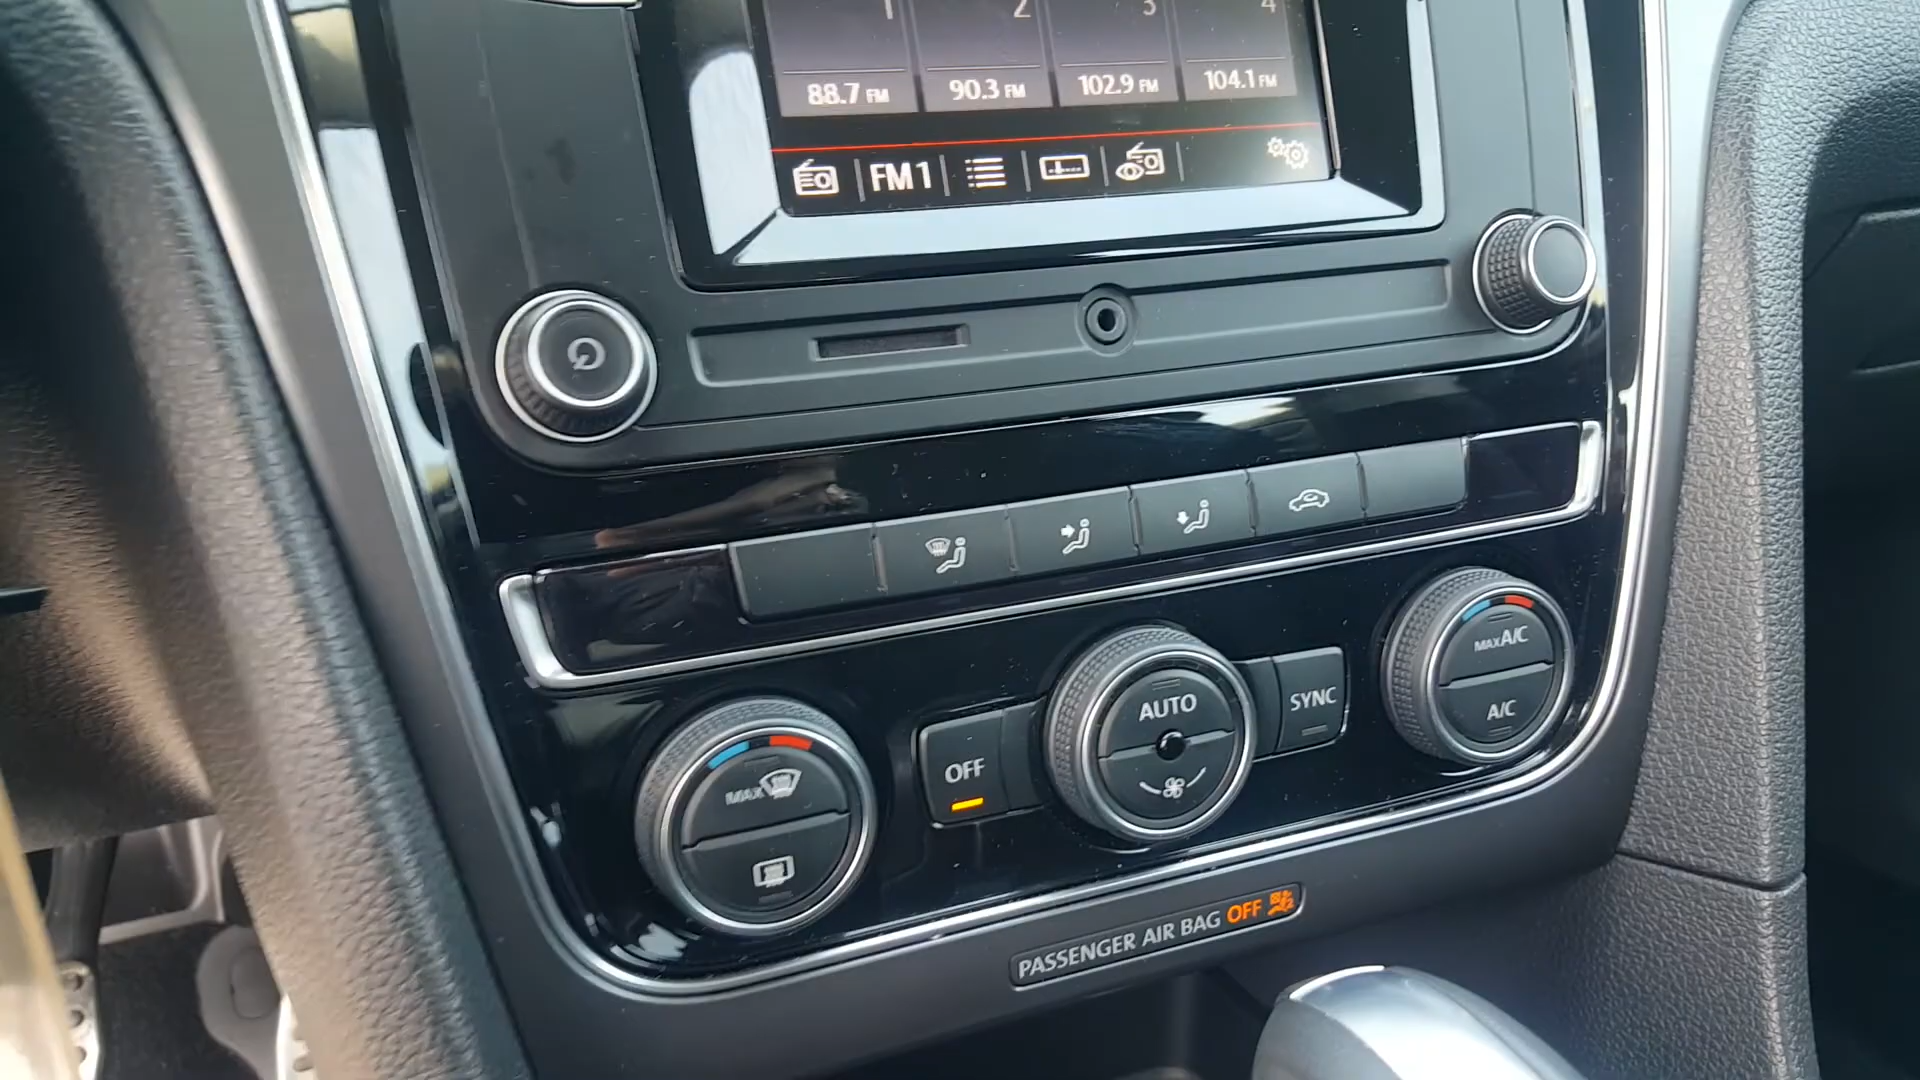 1 2 3 4
88.7 FM 90.3 FM 102.9 FM 104.1 FM
FM1
MAX A/C
A/C
AUTO
SYNC
OFF
MAX
PASSENGER AIR BAG OFF